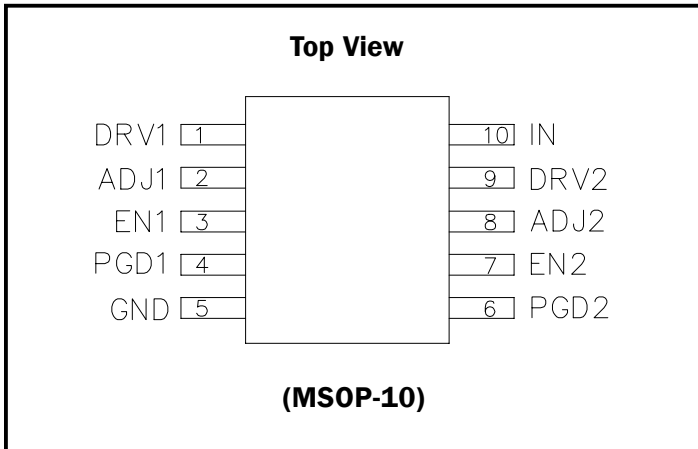 Top View
DRV1 1 10 IN
ADJ1 2 9 DRV2
EN1 3 8 ADJ2
PGD1 4 7 EN2
GND 5 6 PGD2
(MSOP-10)